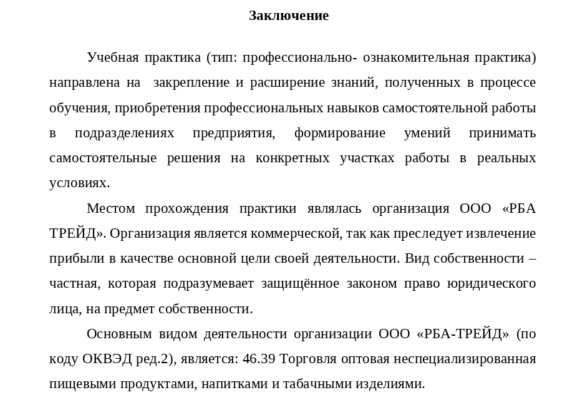 Заключение
Учебная практика (тип: профессионально- ознакомительная практика)
направлена на  закрепление и расширение знаний, полученных в процессе
обучения, приобретения профессиональных навыков самостоятельной работы
в подразделениях предприятия, формирование умений принимать
самостоятельные решения на конкретных участках работы в реальных
условиях.
Местом прохождения практики являлась организация ООО «РБА
ТРЕЙД». Организация является коммерческой, так как преследует извлечение
прибыли в качестве основной цели своей деятельности. Вид собственности –
частная, которая подразумевает защищённое законом право юридического
лица, на предмет собственности.
Основным видом деятельности организации ООО «РБА-ТРЕЙД» (по
коду ОКВЭД ред.2), является: 46.39 Торговля оптовая неспециализированная
пищевыми продуктами, напитками и табачными изделиями.